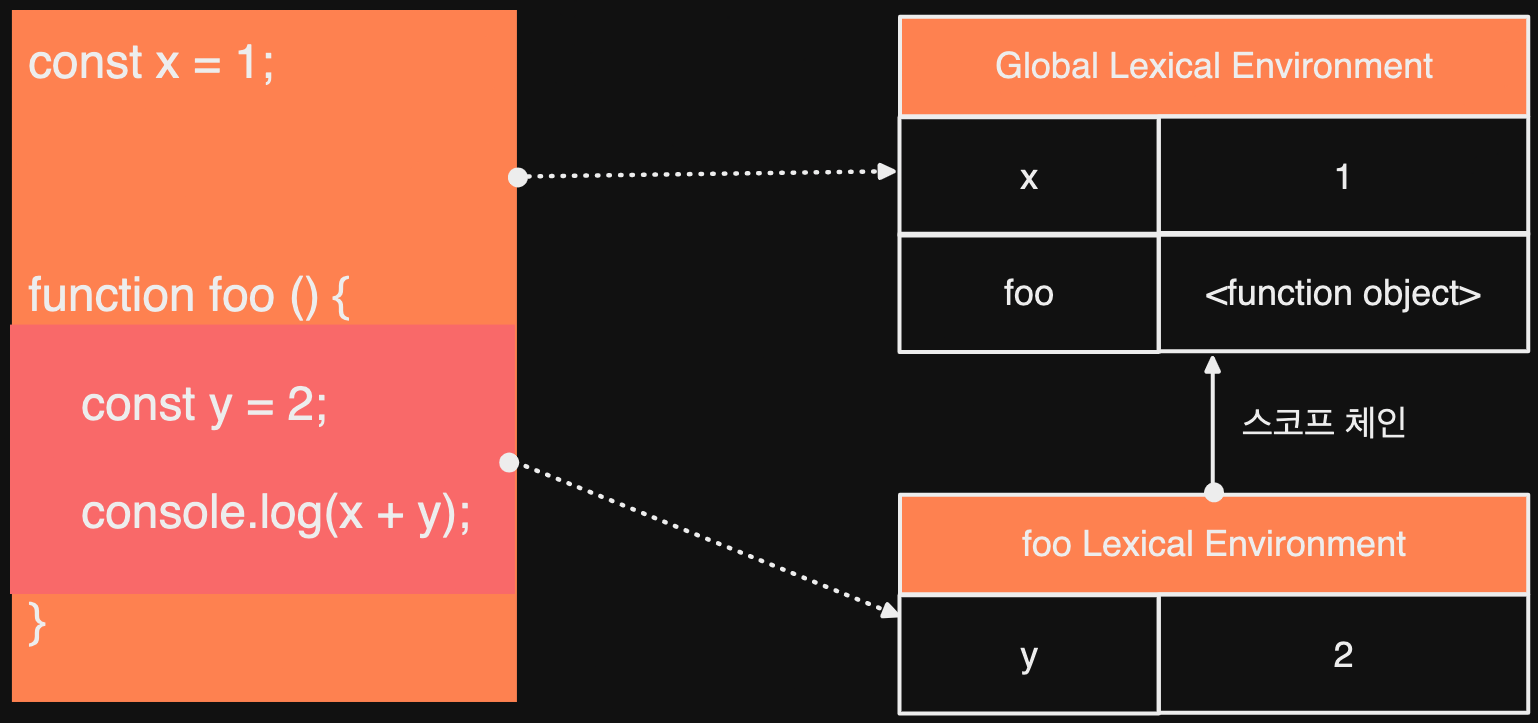 const x = 1;
function foo () {
const y = 2;
console.log(x + y);
}
Global Lexical Environment
x 1
foo <function object>
스코프 체인
foo Lexical Environment
y 2